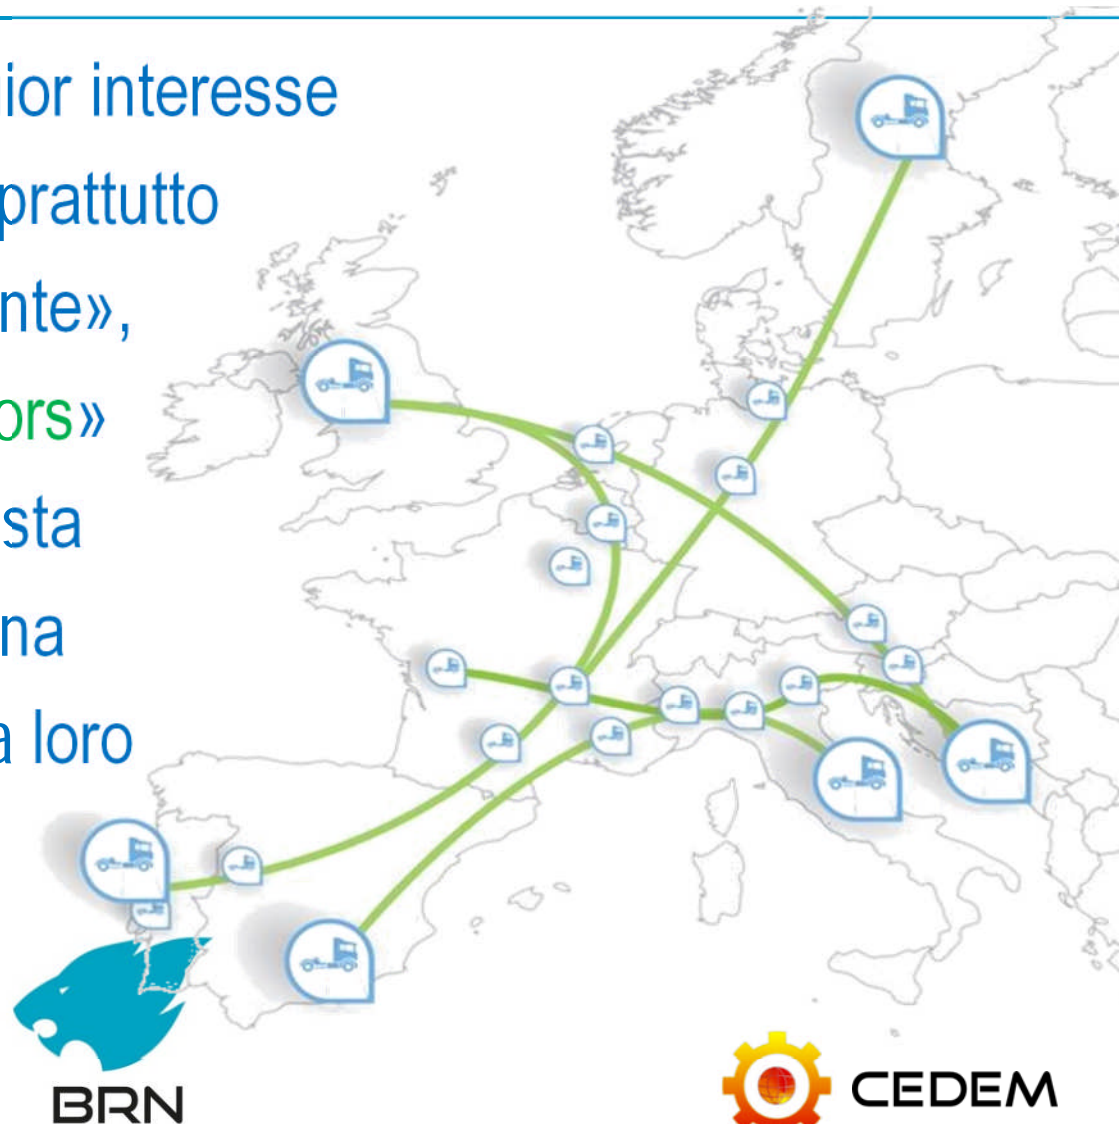 ior interesse
prattutto
nte»,
ors»
sta
na
a loro
BRN
CEDEM